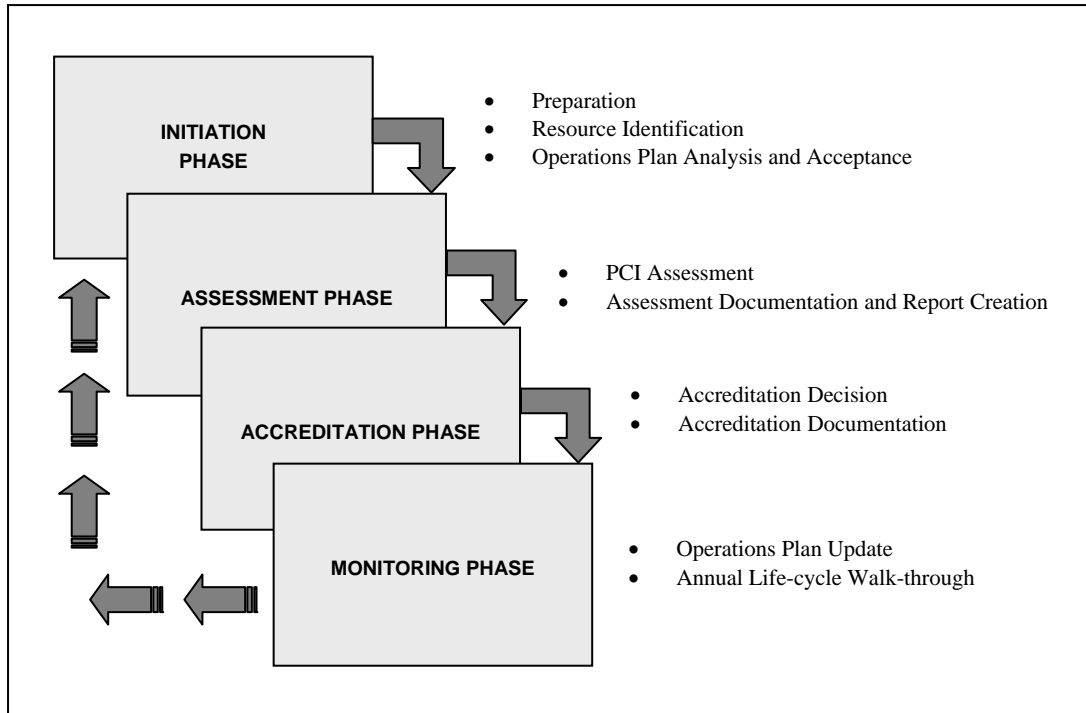 INITIATION
PHASE
• Preparation
• Resource Identification
• Operations Plan Analysis and Acceptance
ASSESSMENT PHASE
• PCI Assessment
• Assessment Documentation and Report Creation
ACCREDITATION PHASE
• Accreditation Decision
• Accreditation Documentation
MONITORING PHASE
• Operations Plan Update
• Annual Life-cycle Walk-through